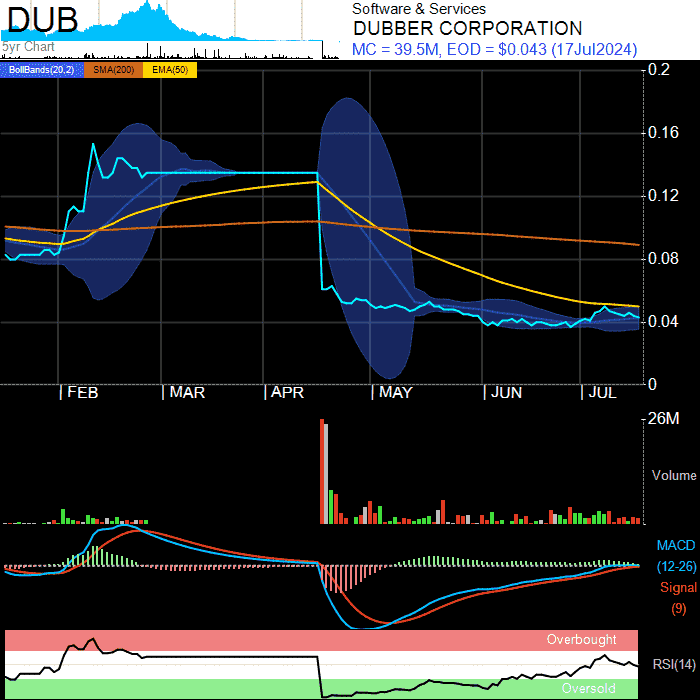 DUB
5yr Chart
Software & Services
DUBBER CORPORATION
MC = 39.5M, EOD = $0.043 (17Jul2024)
BollBands(20,2) SMA(200) EMA(50)
0.2
0.16
0.12
0.08
0.04
0
FEB MAR APR MAY JUN JUL
26M
Volume
MACD
(12-26)
Signal
(9)
Overbought
RSI(14)
Oversold